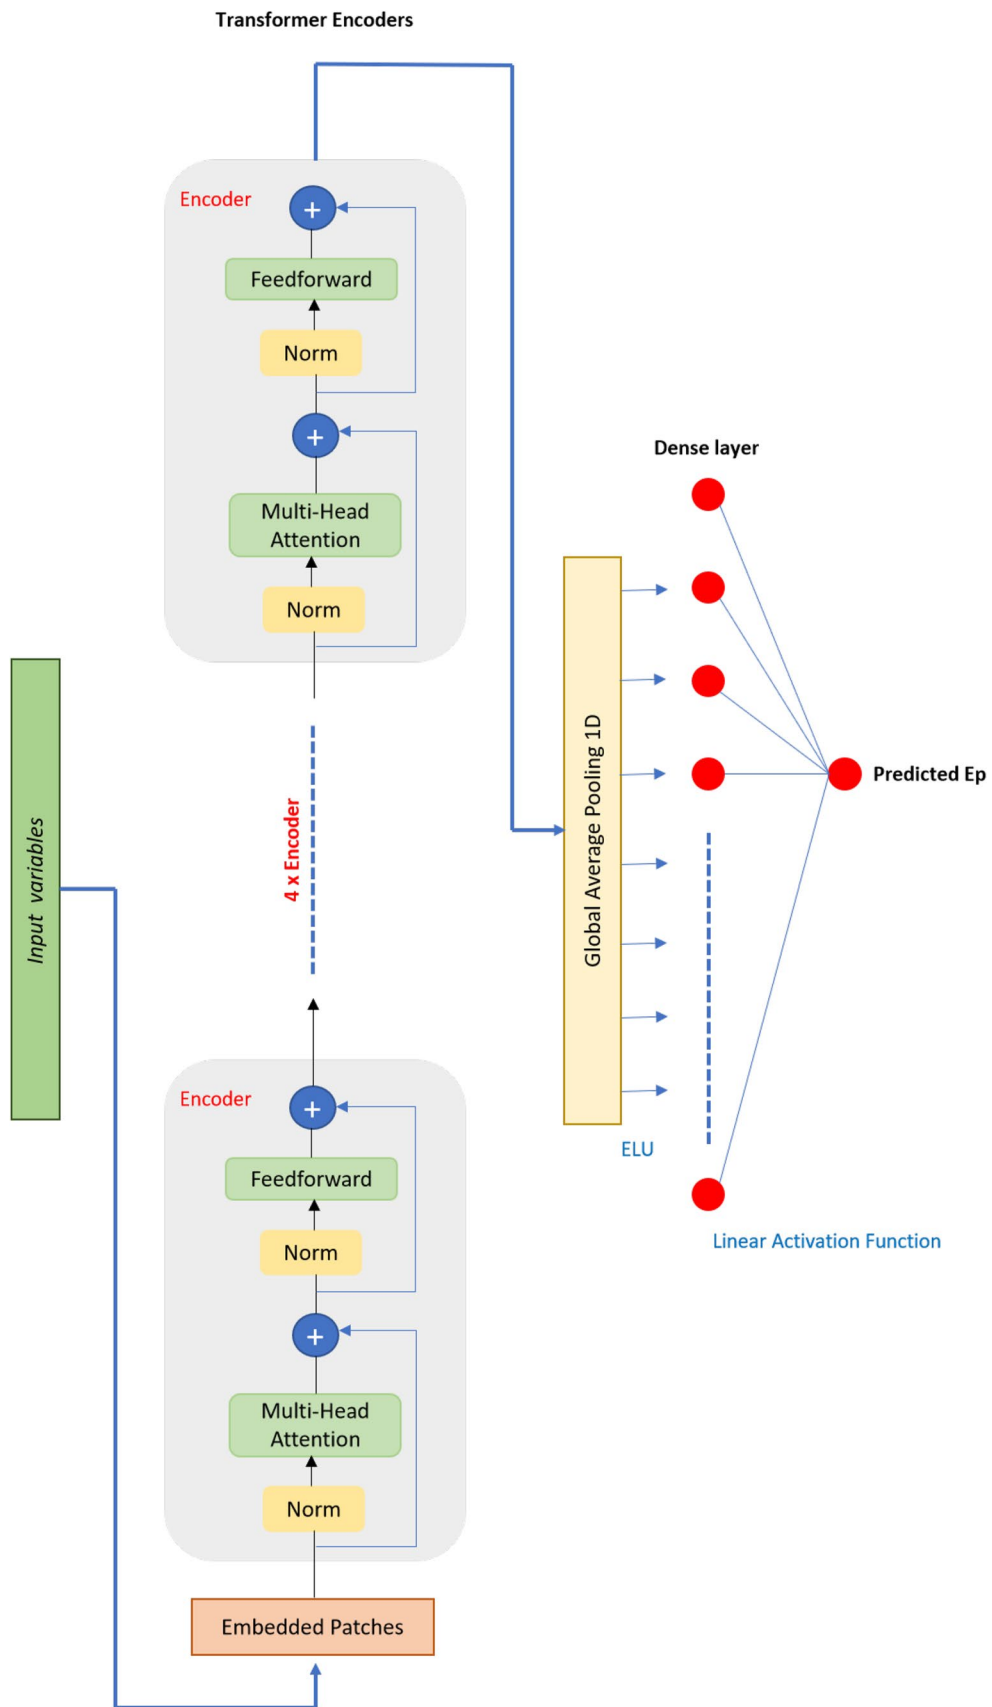 Transformer Encoders
Encoder
+
Feedforward
Norm
+
Multi-Head
Attention
Norm
4 x Encoder
Input variables
Encoder
+
Feedforward
Norm
+
Multi-Head
Attention
Norm
Embedded Patches
Global Average Pooling 1D
ELU
Dense layer
Predicted Ep
Linear Activation Function